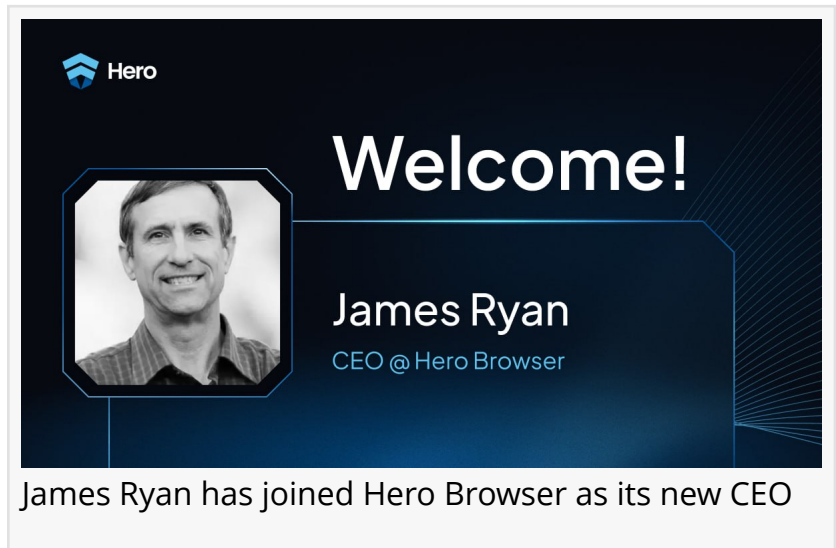 Hero
Welcome!
James Ryan
CEO @ Hero Browser
James Ryan has joined Hero Browser as its new CEO